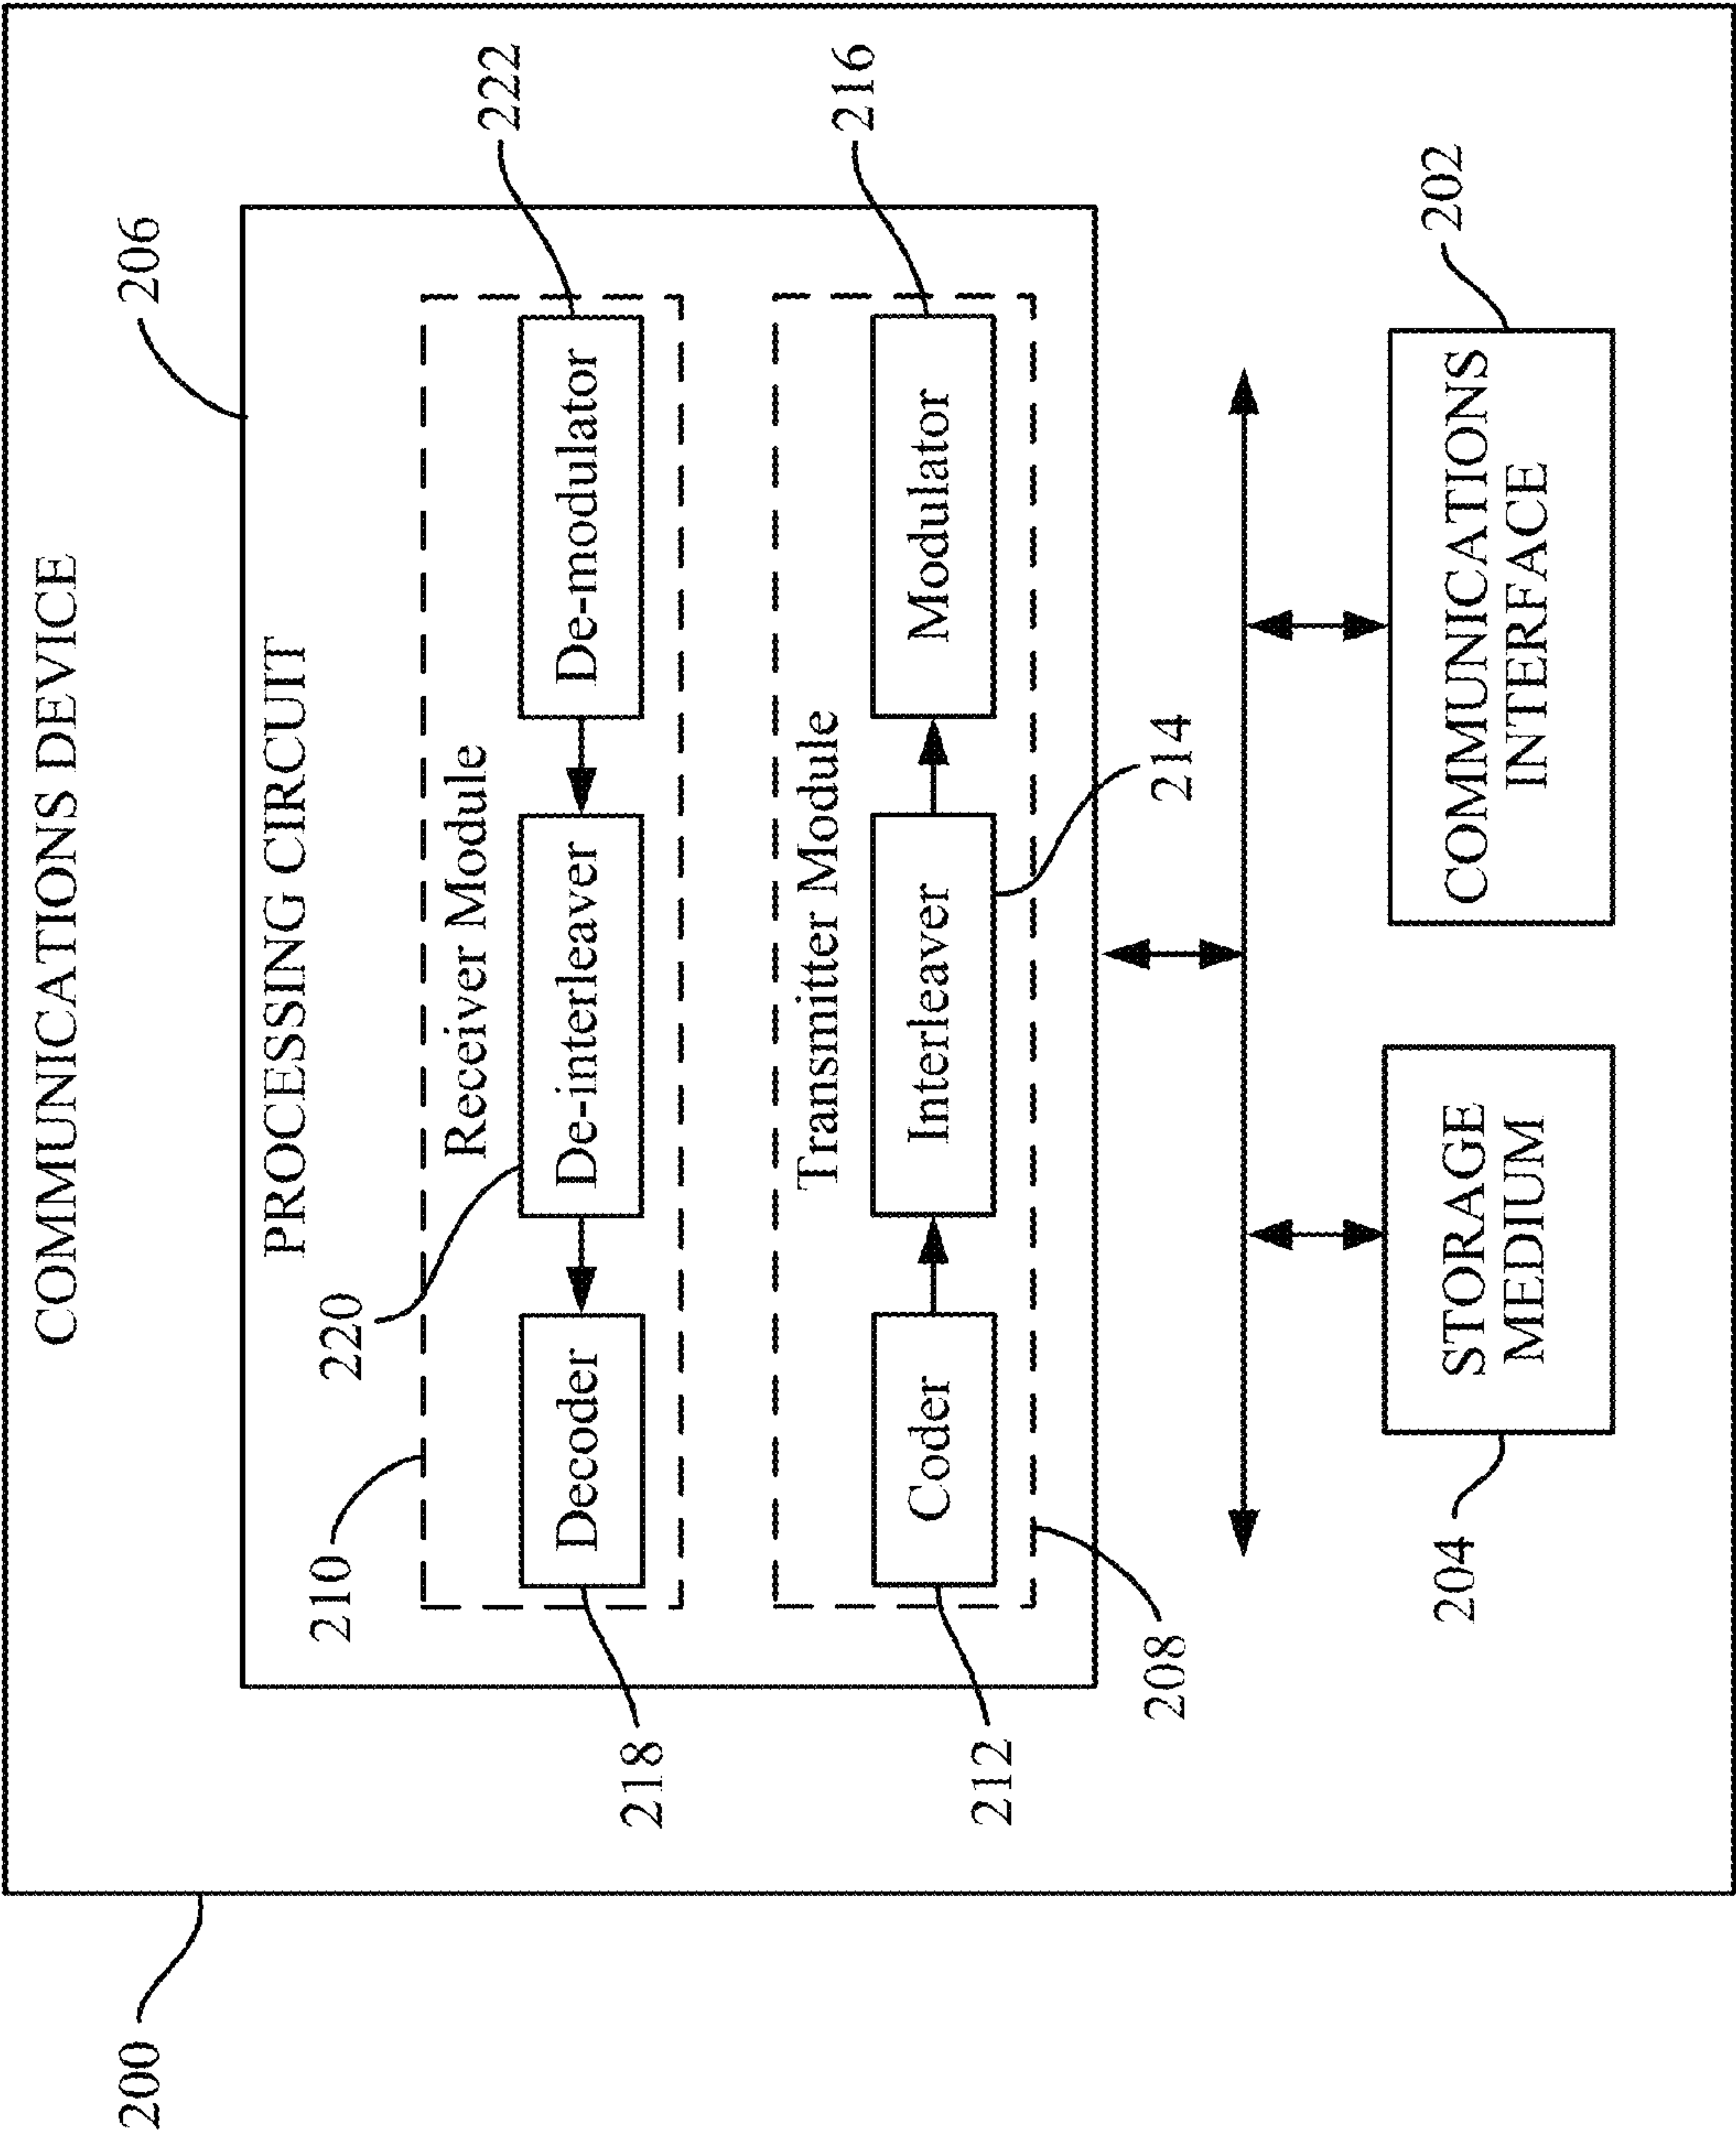 COMMUNICATIONS DEVICE
200
206
PROCESSING CIRCUIT
210
220
Receiver Module
222
Decoder
De-interleaver
De-modulator
218
Transmitter Module
216
Coder
Interleaver
Modulator
212
208
214
204
STORAGE
MEDIUM
COMMUNICATIONS
INTERFACE
202